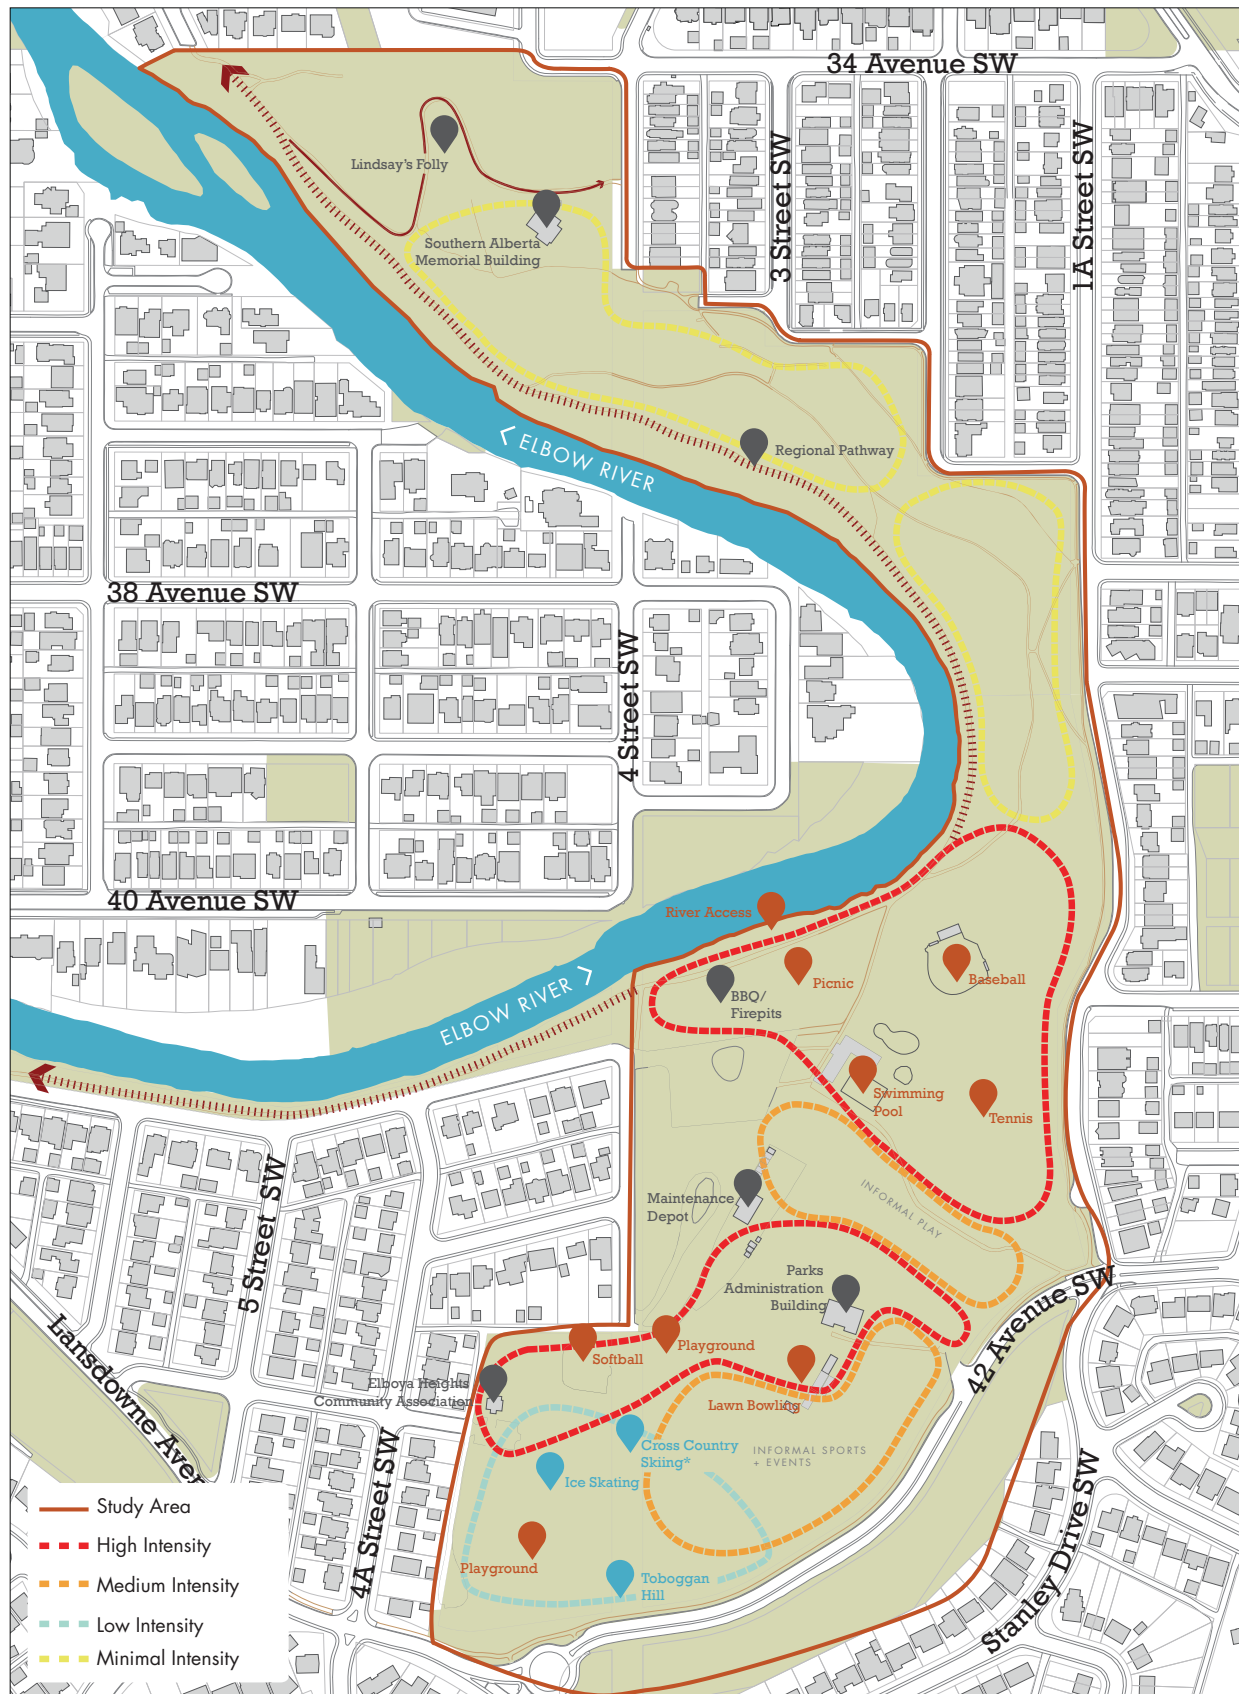 34 Avenue SW
Lindsay's Folly
3 Street SW
1A Street SW
Southern Alberta
Memorial Building
Regional Pathway
< ELBOW RIVER
38 Avenue SW
4 Street SW
40 Avenue SW
River Access
Picnic
Baseball
BBQ/
Firepits
ELBOW RIVER >
Swimming
Pool
Tennis
5 Street SW
Maintenance
Depot
INFORMAL PLAY
Parks
Administration
Building
42 Avenue SW
Lansdowne Aven
Softball
Playground
Elboya Heights
Community Association
Lawn Bowling
4A Street SW
Cross Country
Skiing*
INFORMAL SPORTS
+ EVENTS
Ice Skating
Stanley Drive SW
Playground
Toboggan
Hill
Study Area
High Intensity
Medium Intensity
Low Intensity
Minimal Intensity